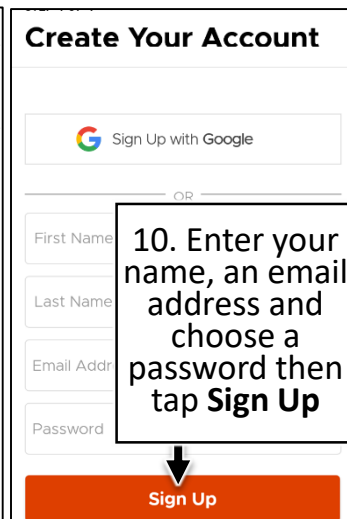 Create Your Account
Sign Up with Google
OR
First Name
10. Enter your
name, an email
address and
choose a
password then
tap Sign Up
Last Name
Email Addr
Password
Sign Up